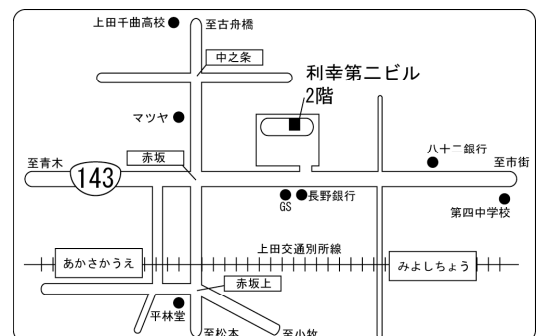 上田千曲高校
至古舟橋
中之条
利幸第二ビル
2階
マツヤ
八十二銀行
至青木
赤坂
至市街
143
GS
長野銀行
第四中学校
上田交通別所線
あかさかうえ
みよしちょう
赤坂上
平林堂
至松本
至小牧